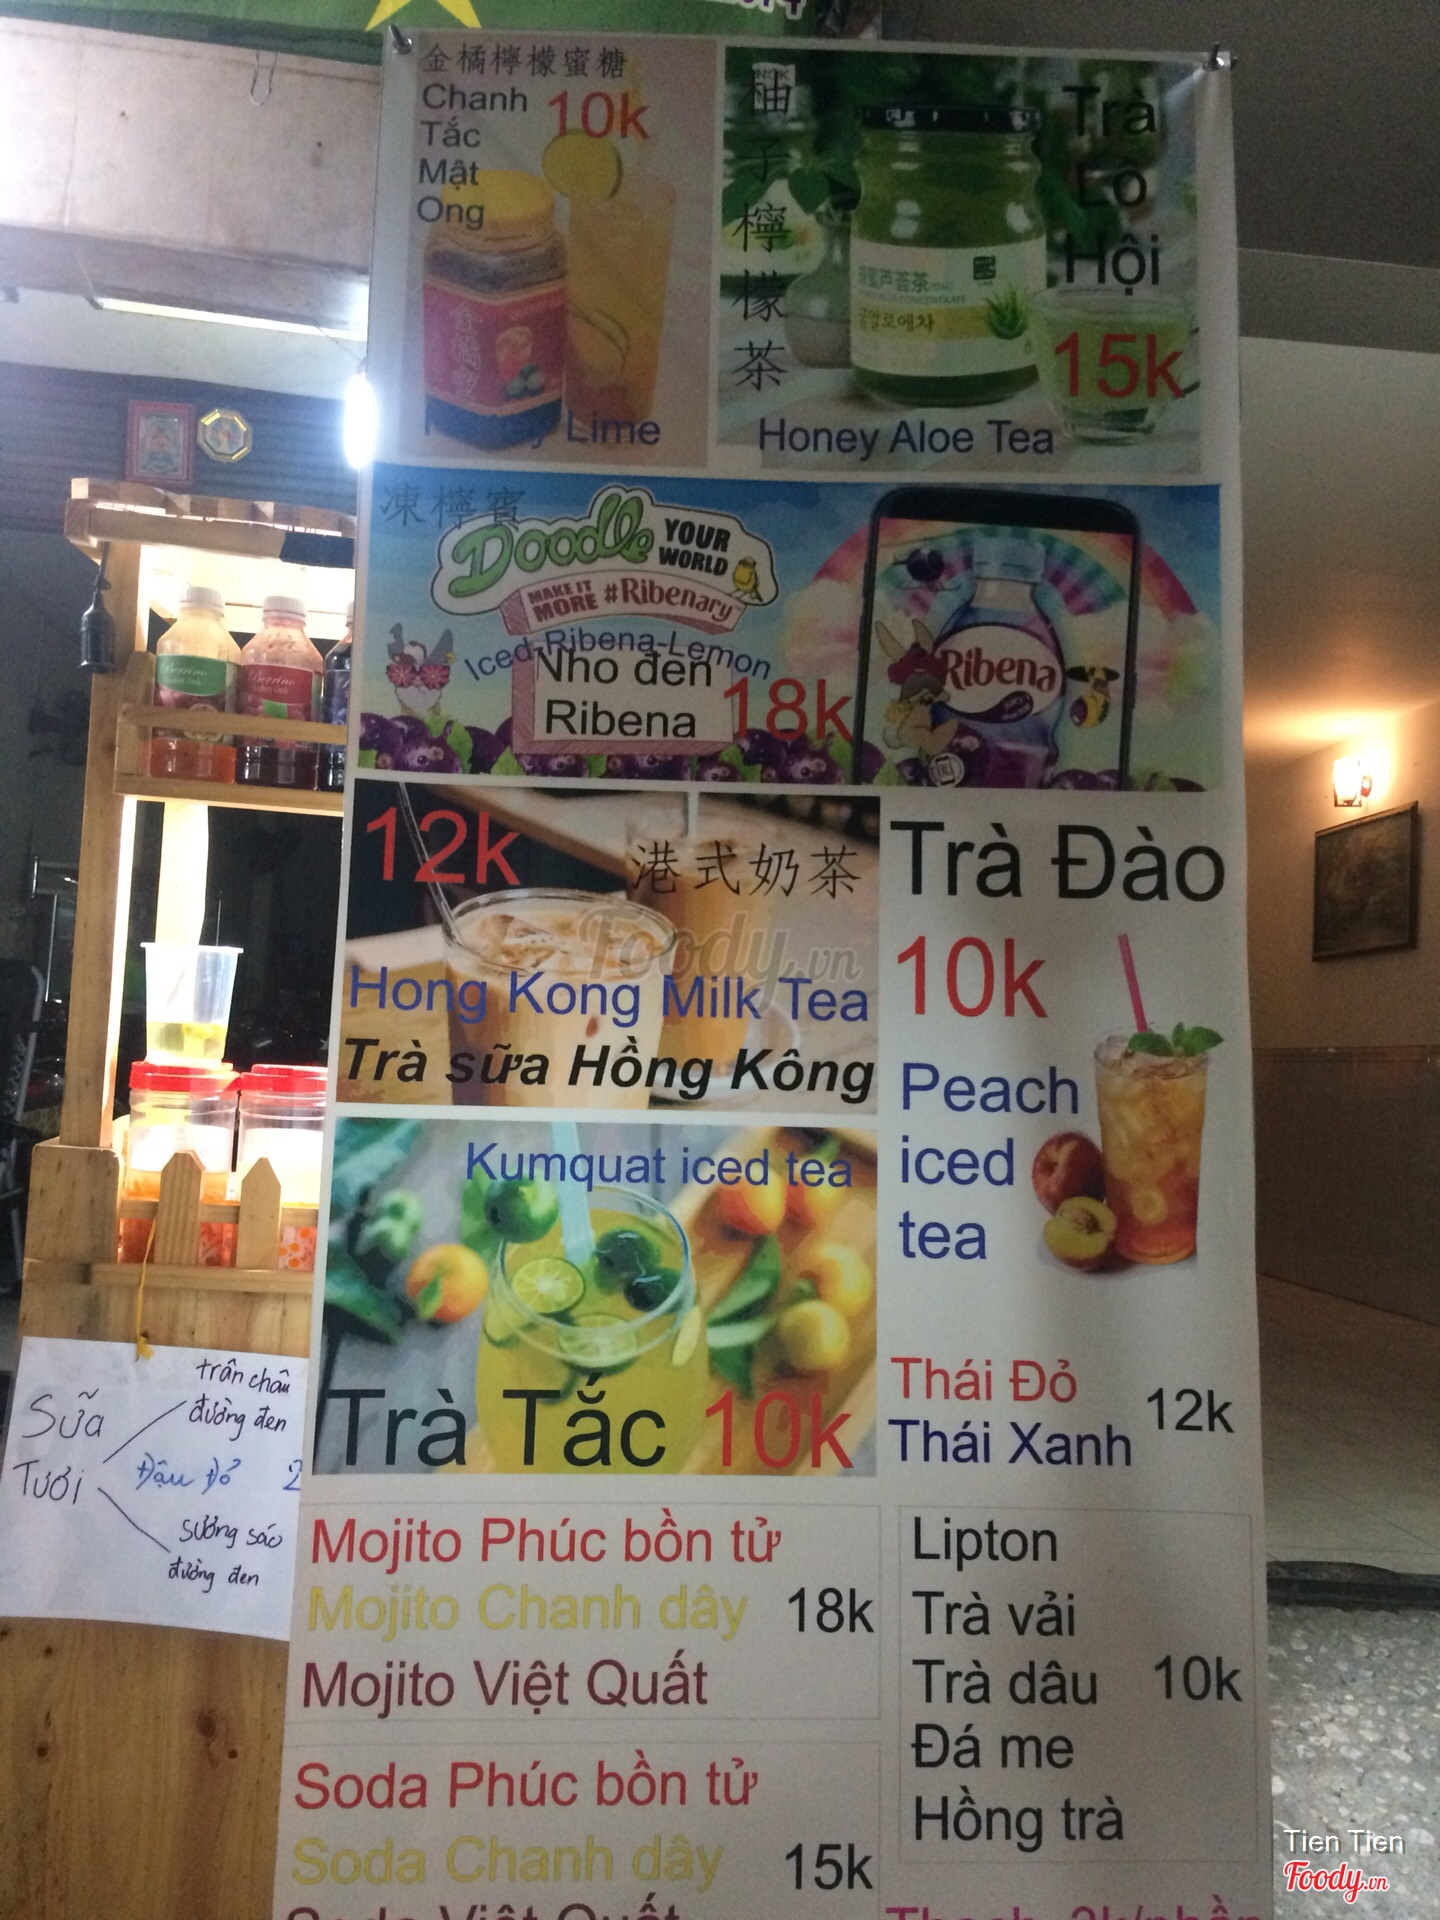 金橘檸檬蜜糖
Chanh
Tắc
Mật
Ong
10k
Lime
柚子檸檬茶
Trà
Lô
Hội
15k
Honey Aloe Tea
凍檸賓
Doodle YOUR WORLD
MAKE IT MORE #Ribenary
Iced-Ribena-Lemon
Nho đen
Ribena
18k
Ribena
12k
港式奶茶
Hong Kong Milk Tea
Trà sữa Hồng Kông
Trà Đào
10k
Peach
iced
tea
Kumquat iced tea
Trà Tắc 10k
Thái Đỏ
Thái Xanh
12k
Mojito Phúc bồn tử
Mojito Chanh dây
Mojito Việt Quất
18k
Lipton
Trà vải
Trà dâu
Đá me
Hồng trà
10k
Soda Phúc bồn tử
Soda Chanh dây
Soda Việt Quất
15k
Sữa
Tươi
trân châu
đường đen
Đậu Đỏ
sương sáo
đường đen
Foody.vn
Tien Tien
Foody.vn